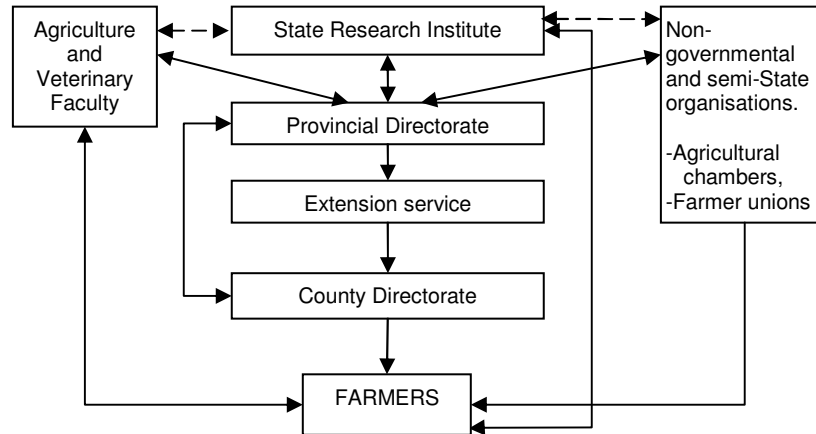 Agriculture
and
Veterinary
Faculty
State Research Institute
Non-
governmental
and semi-State
organisations.
-Agricultural
chambers,
-Farmer unions
Provincial Directorate
Extension service
County Directorate
FARMERS